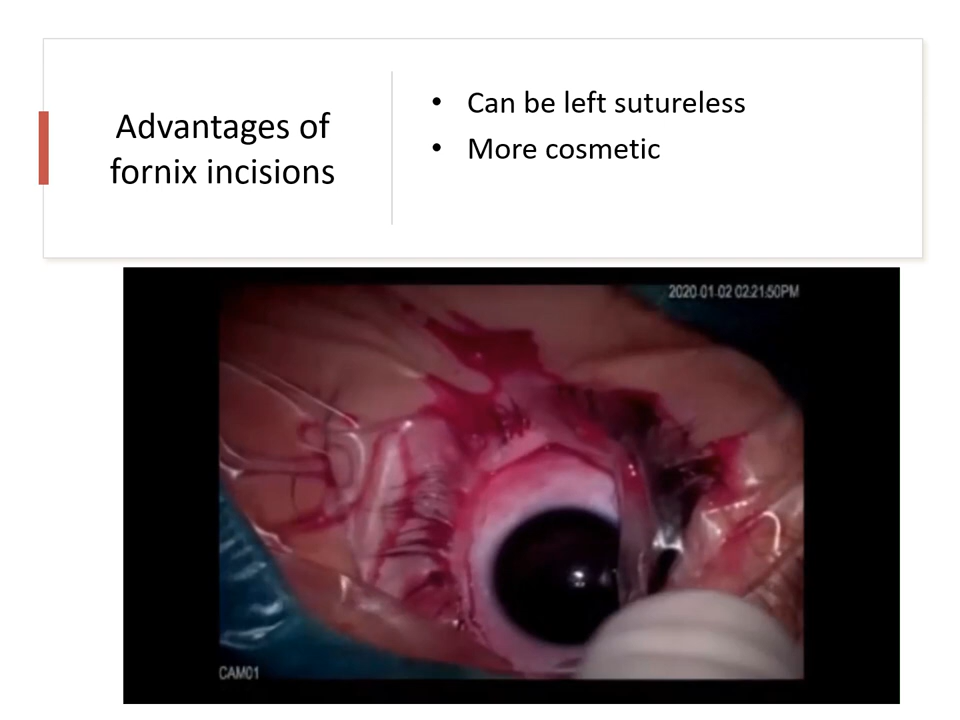 Advantages of
fornix incisions
• Can be left sutureless
• More cosmetic
2020-01-02 02:21:50PM
CAM01